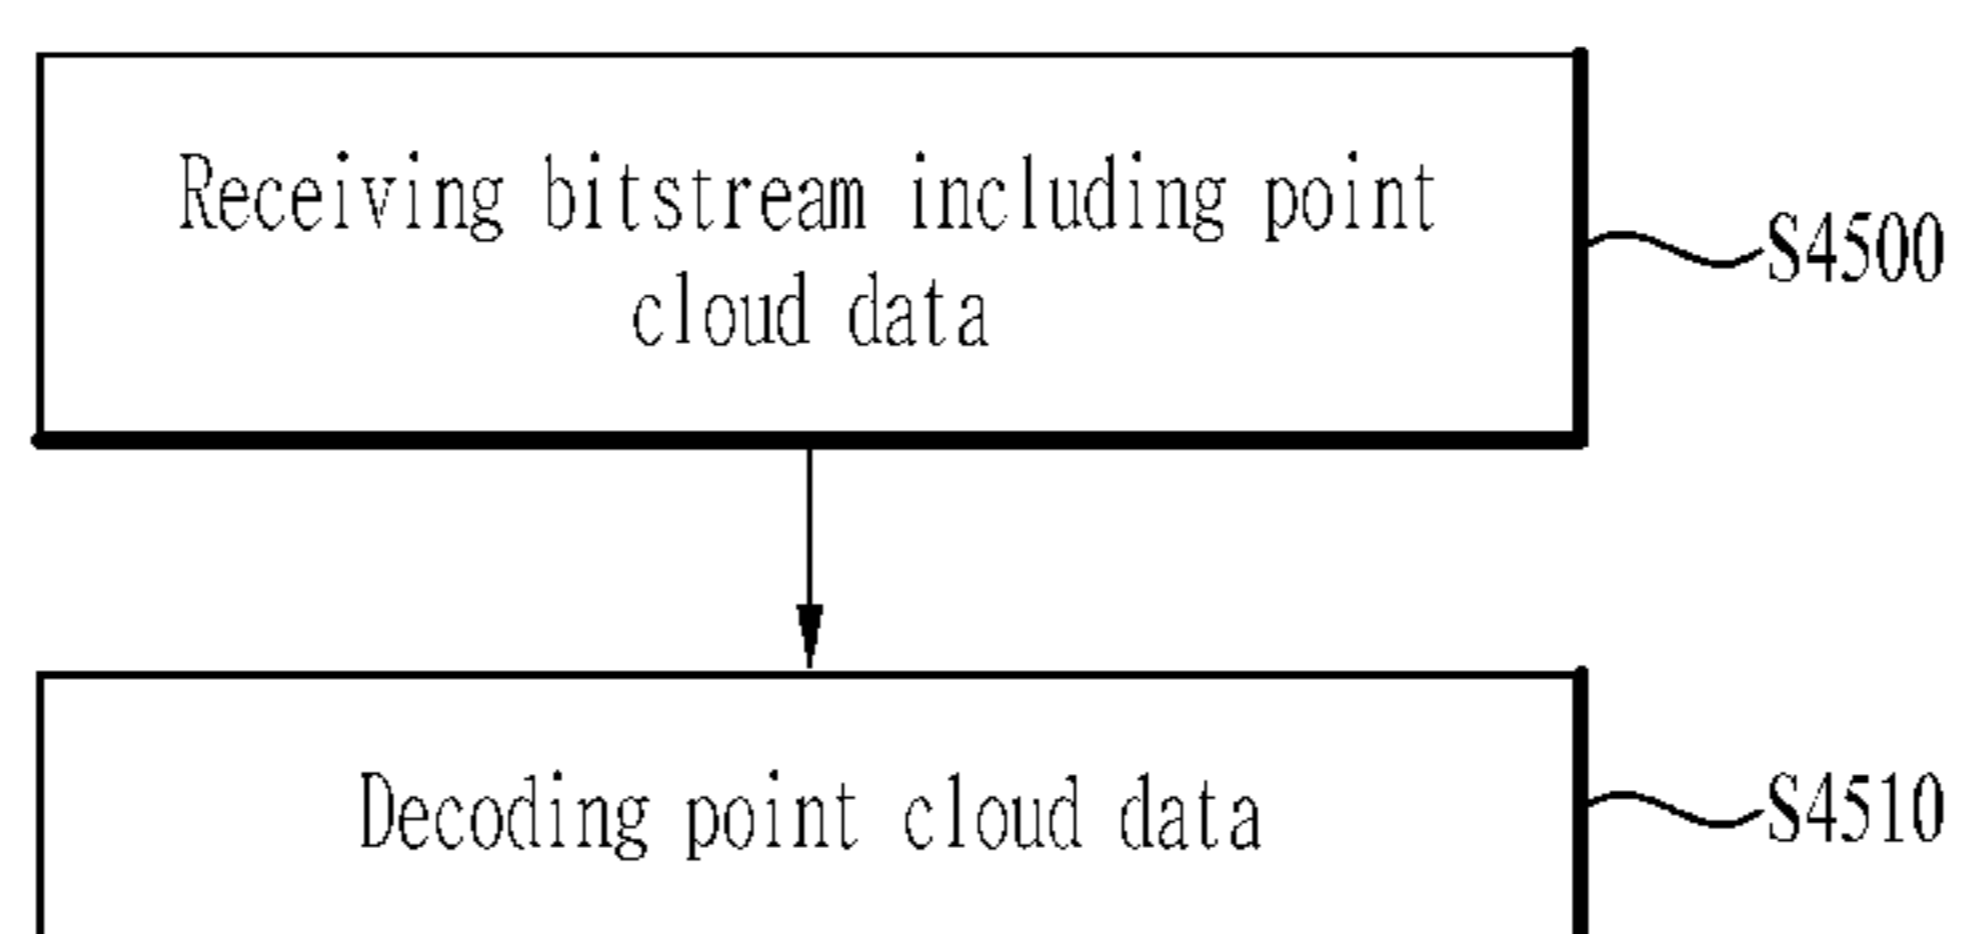 Receiving bitstream including point
cloud data
S4500
Decoding point cloud data
S4510